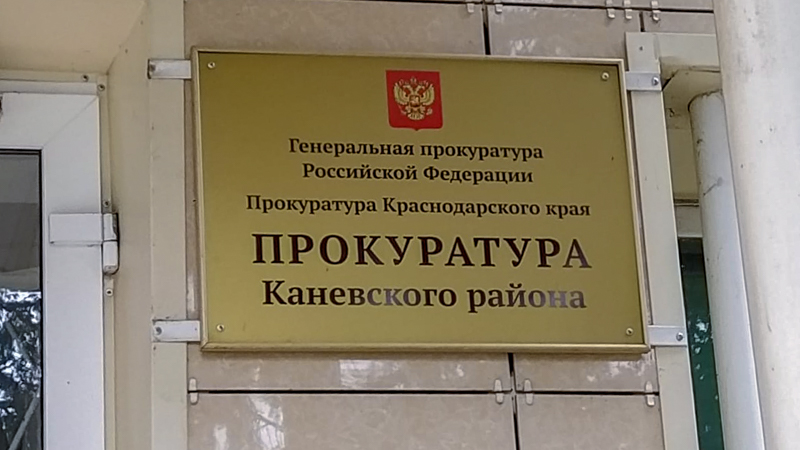 Генеральная прокуратура
Российской Федерации
Прокуратура Краснодарского края
ПРОКУРАТУРА
Каневского района